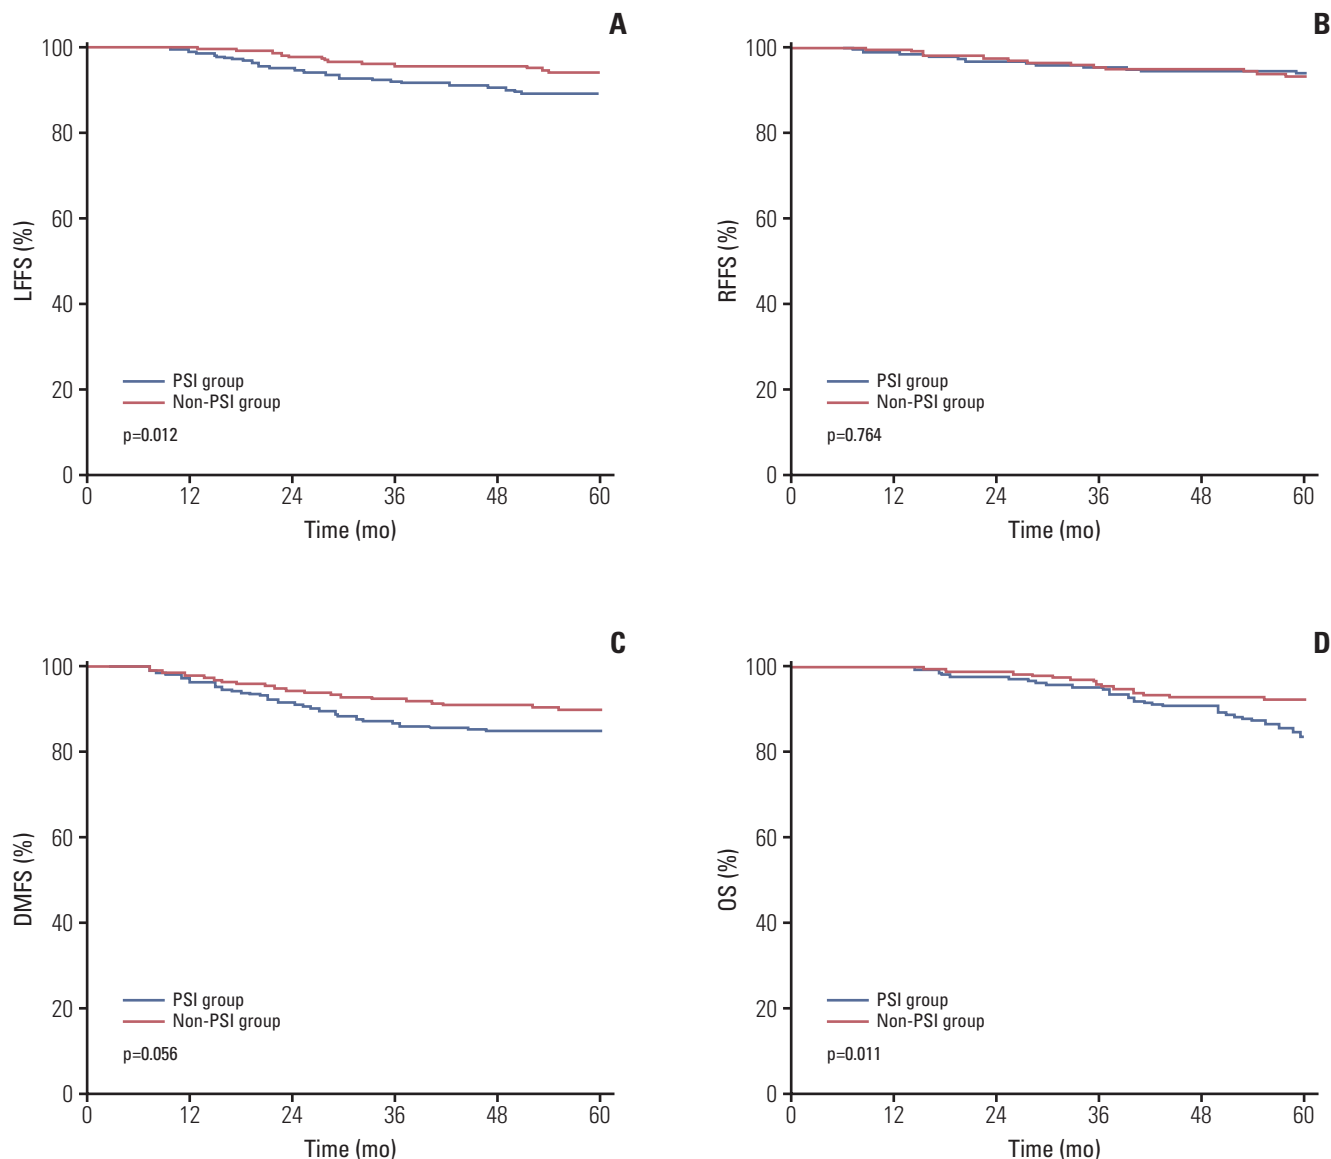 A
100
80
60
40
20
0
LFFS (%)
PSI group
Non-PSI group
p=0.012
0 12 24 36 48 60
Time (mo)
B
100
80
60
40
20
0
RFFS (%)
PSI group
Non-PSI group
p=0.764
0 12 24 36 48 60
Time (mo)
C
100
80
60
40
20
0
DMFS (%)
PSI group
Non-PSI group
p=0.056
0 12 24 36 48 60
Time (mo)
D
100
80
60
40
20
0
OS (%)
PSI group
Non-PSI group
p=0.011
0 12 24 36 48 60
Time (mo)